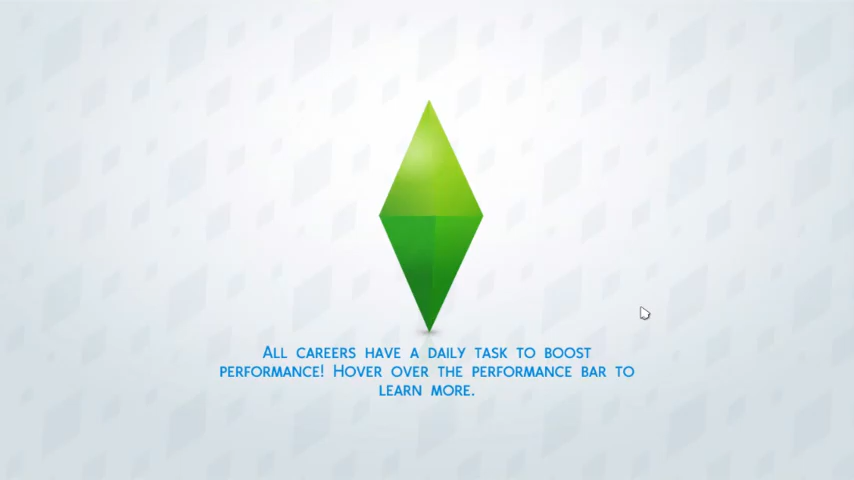 All careers have a daily task to boost
performance! Hover over the performance bar to
learn more.